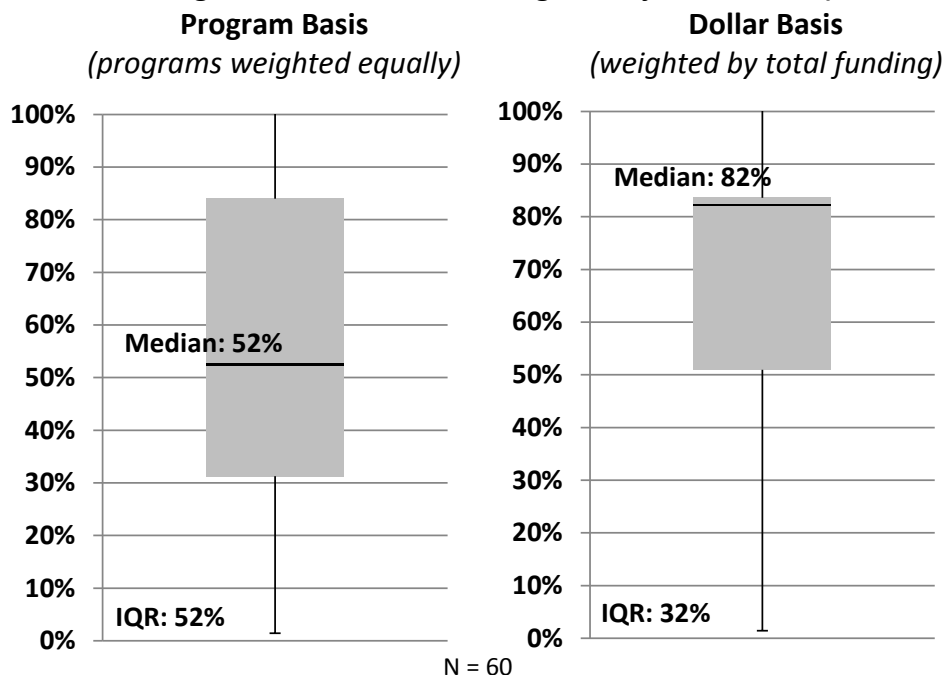 Program Basis
(programs weighted equally)
100%
90%
80%
70%
60%
50%
40%
30%
20%
10%
0%
Median: 52%
IQR: 52%
Dollar Basis
(weighted by total funding)
100%
90%
80%
70%
60%
50%
40%
30%
20%
10%
0%
Median: 82%
IQR: 32%
N = 60